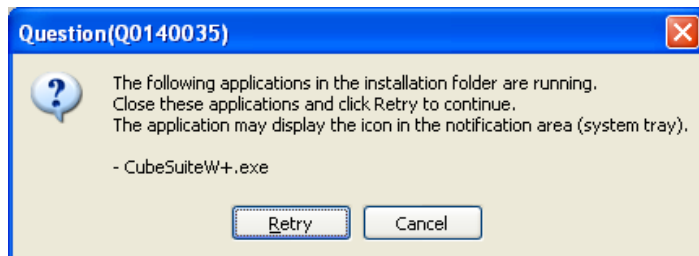 Question(Q0140035)
The following applications in the installation folder are running.
Close these applications and click Retry to continue.
The application may display the icon in the notification area (system tray).
- CubeSuiteW+.exe
Retry
Cancel